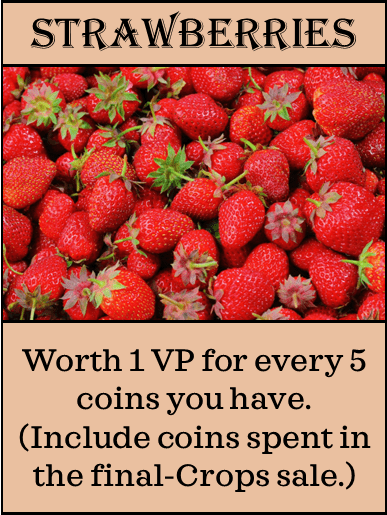 STRAWBERRIES
Worth 1 VP for every 5
coins you have.
(Include coins spent in
the final-Crops sale.)